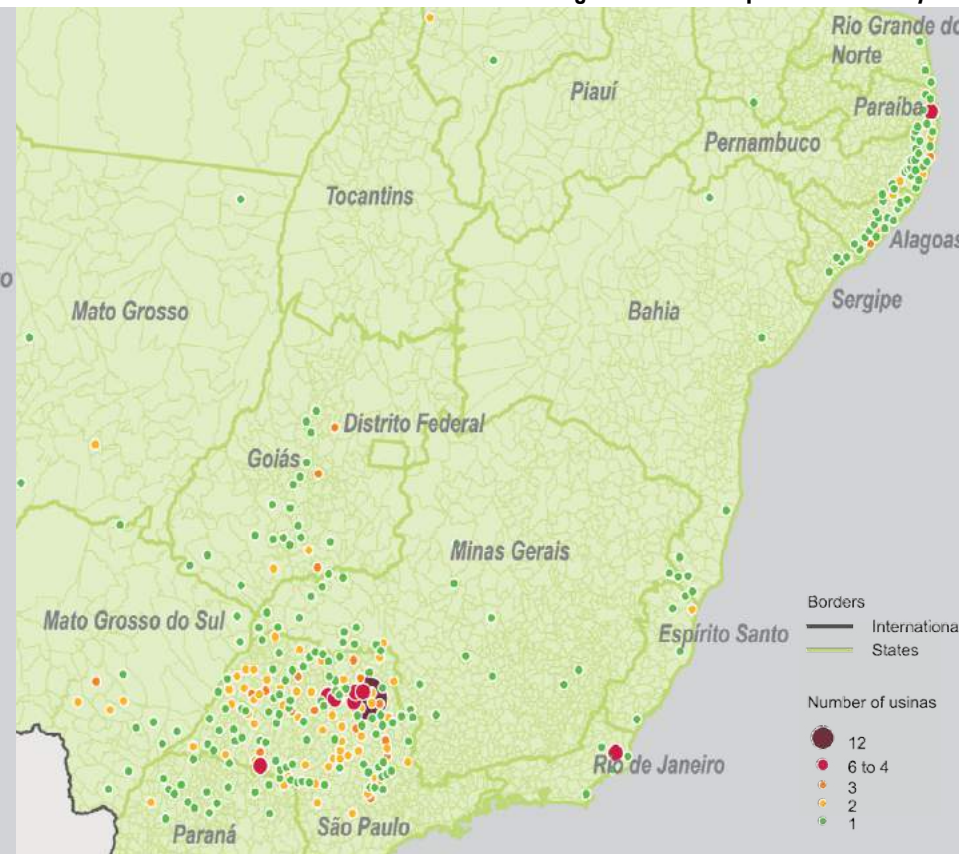 Rio Grande do
Norte
Piauí
Paraíba
Pernambuco
Tocantins
Alagoas
Mato Grosso
Bahia
Sergipe
Distrito Federal
Goiás
Minas Gerais
Mato Grosso do Sul
Espírito Santo
Borders
Internationa
States
Number of usinas
12
6 to 4
3
2
1
Rio de Janeiro
Paraná
São Paulo